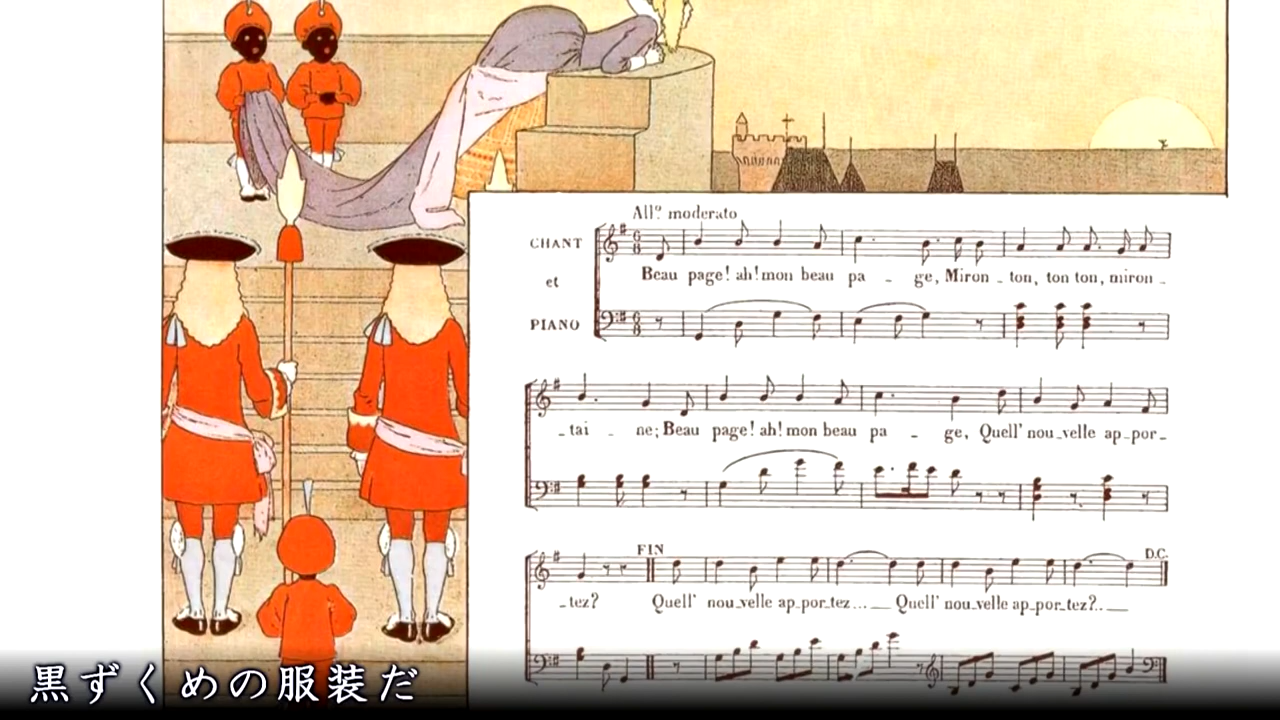 All.º moderato
CHANT
et
PIANO
Beau page! ah! mon beau pa - ge, Miron - ton, ton ton, miron -
- tai - ne; Beau page! ah! mon beau pa - ge, Quell' nou-velle ap-por-
FIN
D.C.
- tez? Quell' nou-velle ap-por-tez... Quell' nou-velle ap-por-tez?..
黒ずくめの服装だ